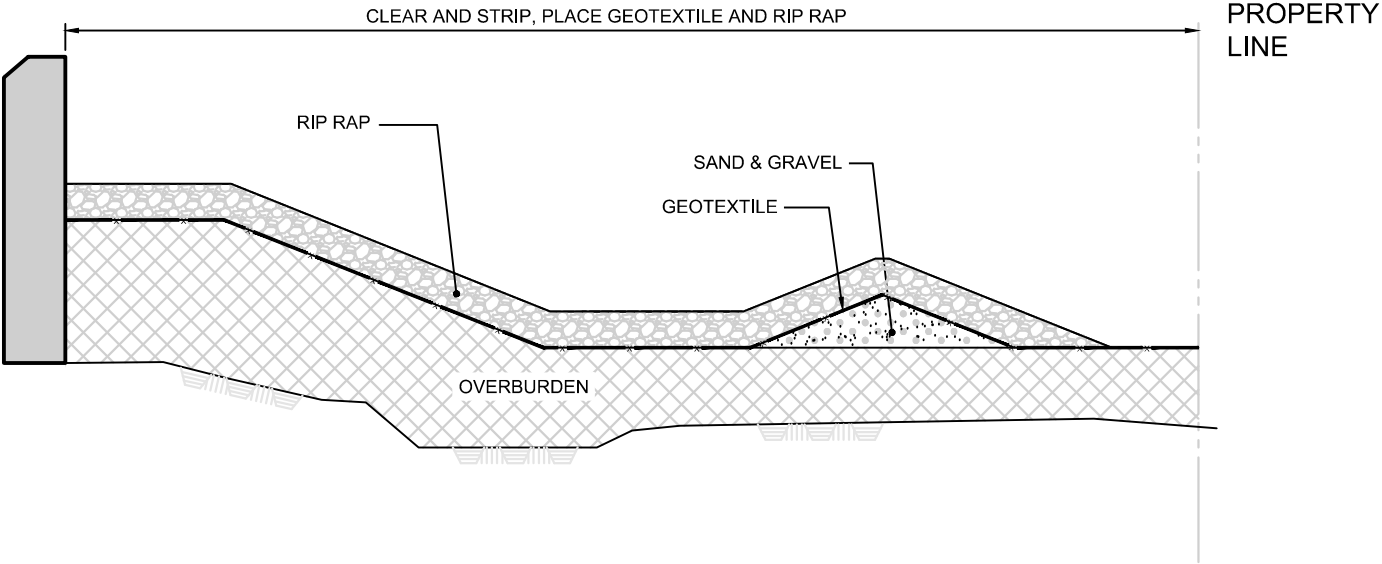 CLEAR AND STRIP, PLACE GEOTEXTILE AND RIP RAP
PROPERTY
LINE
RIP RAP
SAND & GRAVEL
GEOTEXTILE
OVERBURDEN